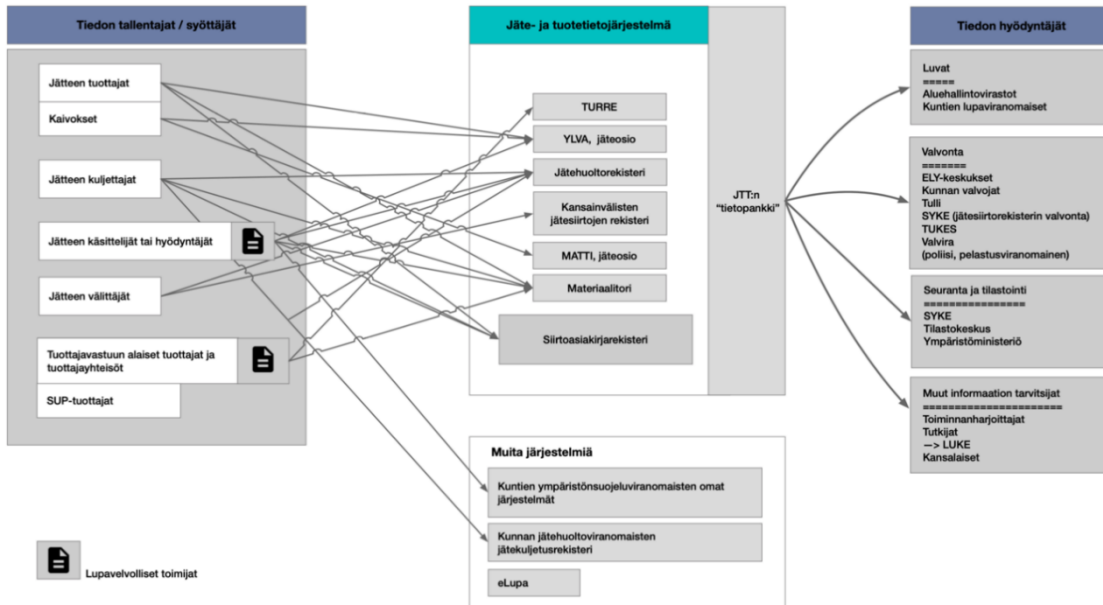 Tiedon tallentajat / syöttäjät
Jätteen tuottajat
Kaivokset
Jätteen kuljettajat
Jätteen käsittelijät tai hyödyntäjät
Jätteen välittäjät
Tuottajavastuun alaiset tuottajat ja
tuottajayhteisöt
SUP-tuottajat
Lupavelvolliset toimijat
Jäte- ja tuotetietojärjestelmä
TURRE
YLVA, jäteosio
Jätehuoltorekisteri
Kansainvälisten
jätesiirtojen rekisteri
MATTI, jäteosio
Materiaalitori
Siirtoasiakirjarekisteri
JTT:n
"tietopankki"
Muita järjestelmiä
Kuntien ympäristönsuojeluviranomaisten omat
järjestelmät
Kunnan jätehuoltoviranomaisten
jätekuljetusrekisteri
eLupa
Tiedon hyödyntäjät
Luvat
=====
Aluehallintovirastot
Kuntien lupaviranomaiset
Valvonta
=======
ELY-keskukset
Kunnan valvojat
Tulli
SYKE (jätesiirtorekisterin valvonta)
TUKES
Valvira
(poliisi, pelastusviranomainen)
Seuranta ja tilastointi
================
SYKE
Tilastokeskus
Ympäristöministeriö
Muut informaation tarvitsijat
======================
Toiminnanharjoittajat
Tutkijat
—> LUKE
Kansalaiset